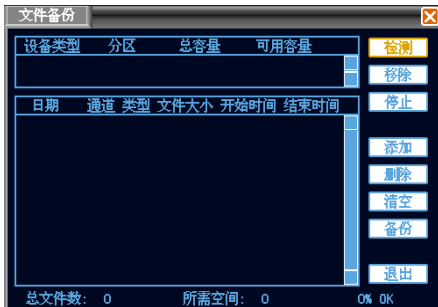 文件备份
设备类型 分区 总容量 可用容量
检测
移除
停止
日期 通道 类型 文件大小 开始时间 结束时间
添加
删除
清空
备份
退出
总文件数: 0 所需空间: 0 0% OK